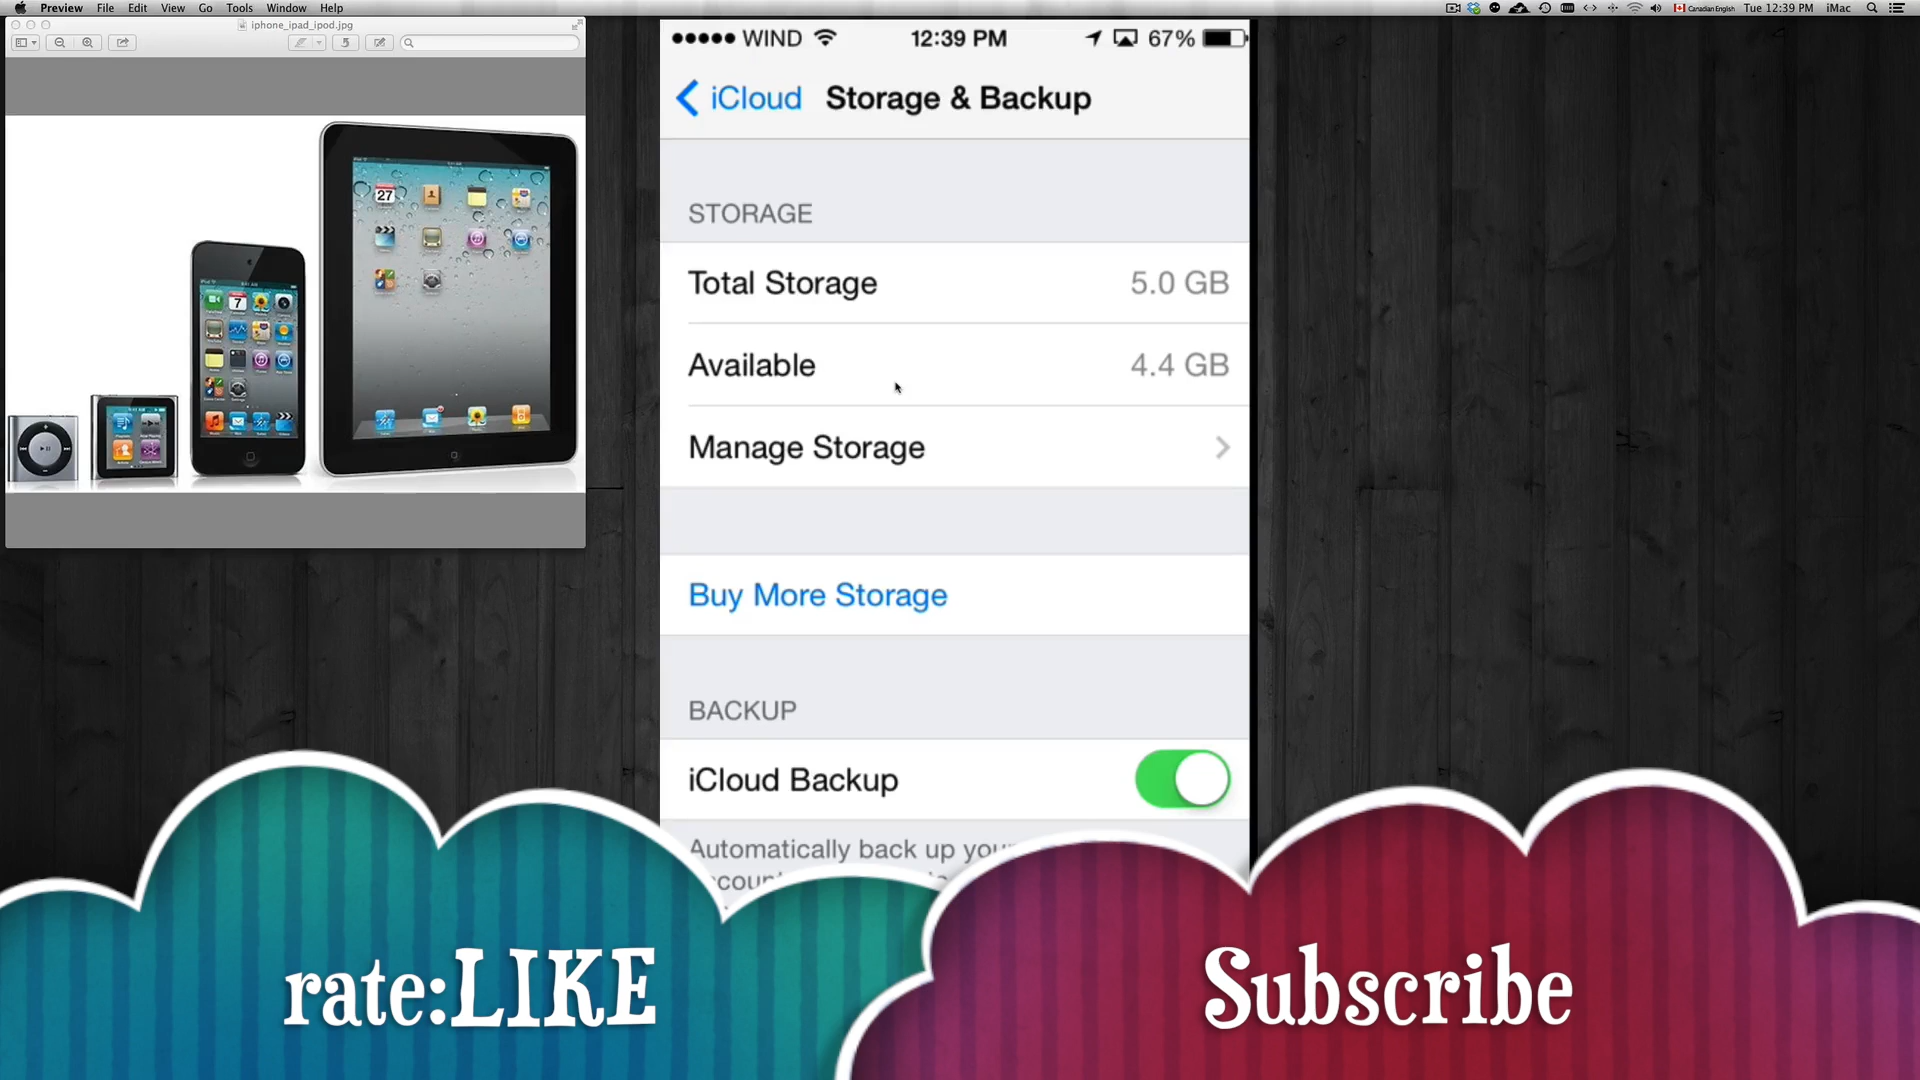 Preview File Edit View Go Tools Window Help
Canadian English Tue 12:39 PM iMac
iphone_ipad_ipod.jpg
27
7
WIND 12:39 PM 67%
iCloud Storage & Backup
STORAGE
Total Storage 5.0 GB
Available 4.4 GB
Manage Storage
Buy More Storage
BACKUP
iCloud Backup
Automatically back up
rate:LIKE
Subscribe